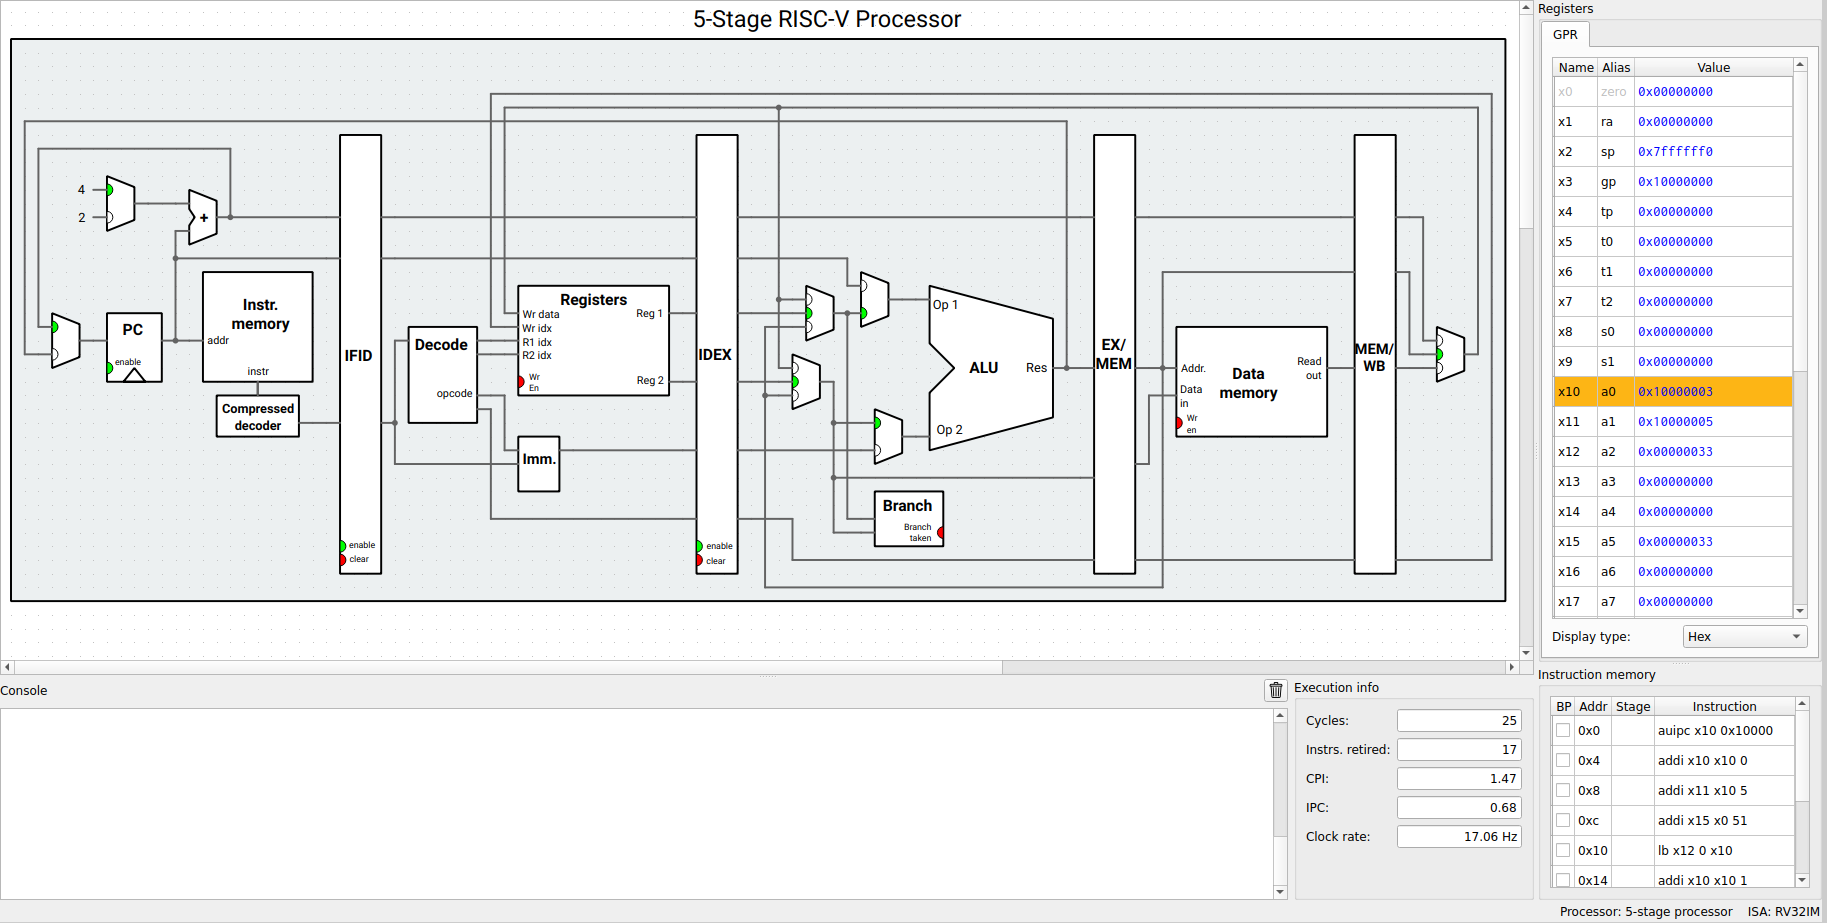 5-Stage RISC-V Processor
4
2
+
PC
enable
Instr.
memory
addr
instr
Compressed
decoder
IFID
enable
clear
Decode
opcode
Registers
Wr data
Wr idx
R1 idx
R2 idx
Wr
En
Reg 1
Reg 2
Imm.
IDEX
enable
clear
Op 1
ALU
Res
Op 2
Branch
Branch
taken
EX/
MEM
Addr.
Data
in
Wr
en
Data
memory
Read
out
MEM/
WB
Registers
GPR
Name Alias Value
x0 zero 0x00000000
x1 ra 0x00000000
x2 sp 0x7ffffff0
x3 gp 0x10000000
x4 tp 0x00000000
x5 t0 0x00000000
x6 t1 0x00000000
x7 t2 0x00000000
x8 s0 0x00000000
x9 s1 0x00000000
x10 a0 0x10000003
x11 a1 0x10000005
x12 a2 0x00000033
x13 a3 0x00000000
x14 a4 0x00000000
x15 a5 0x00000033
x16 a6 0x00000000
x17 a7 0x00000000
Display type: Hex
Console
Execution info
Cycles: 25
Instrs. retired: 17
CPI: 1.47
IPC: 0.68
Clock rate: 17.06 Hz
Instruction memory
BP Addr Stage Instruction
0x0 auipc x10 0x10000
0x4 addi x10 x10 0
0x8 addi x11 x10 5
0xc addi x15 x0 51
0x10 lb x12 0 x10
0x14 addi x10 x10 1
Processor: 5-stage processor ISA: RV32IM